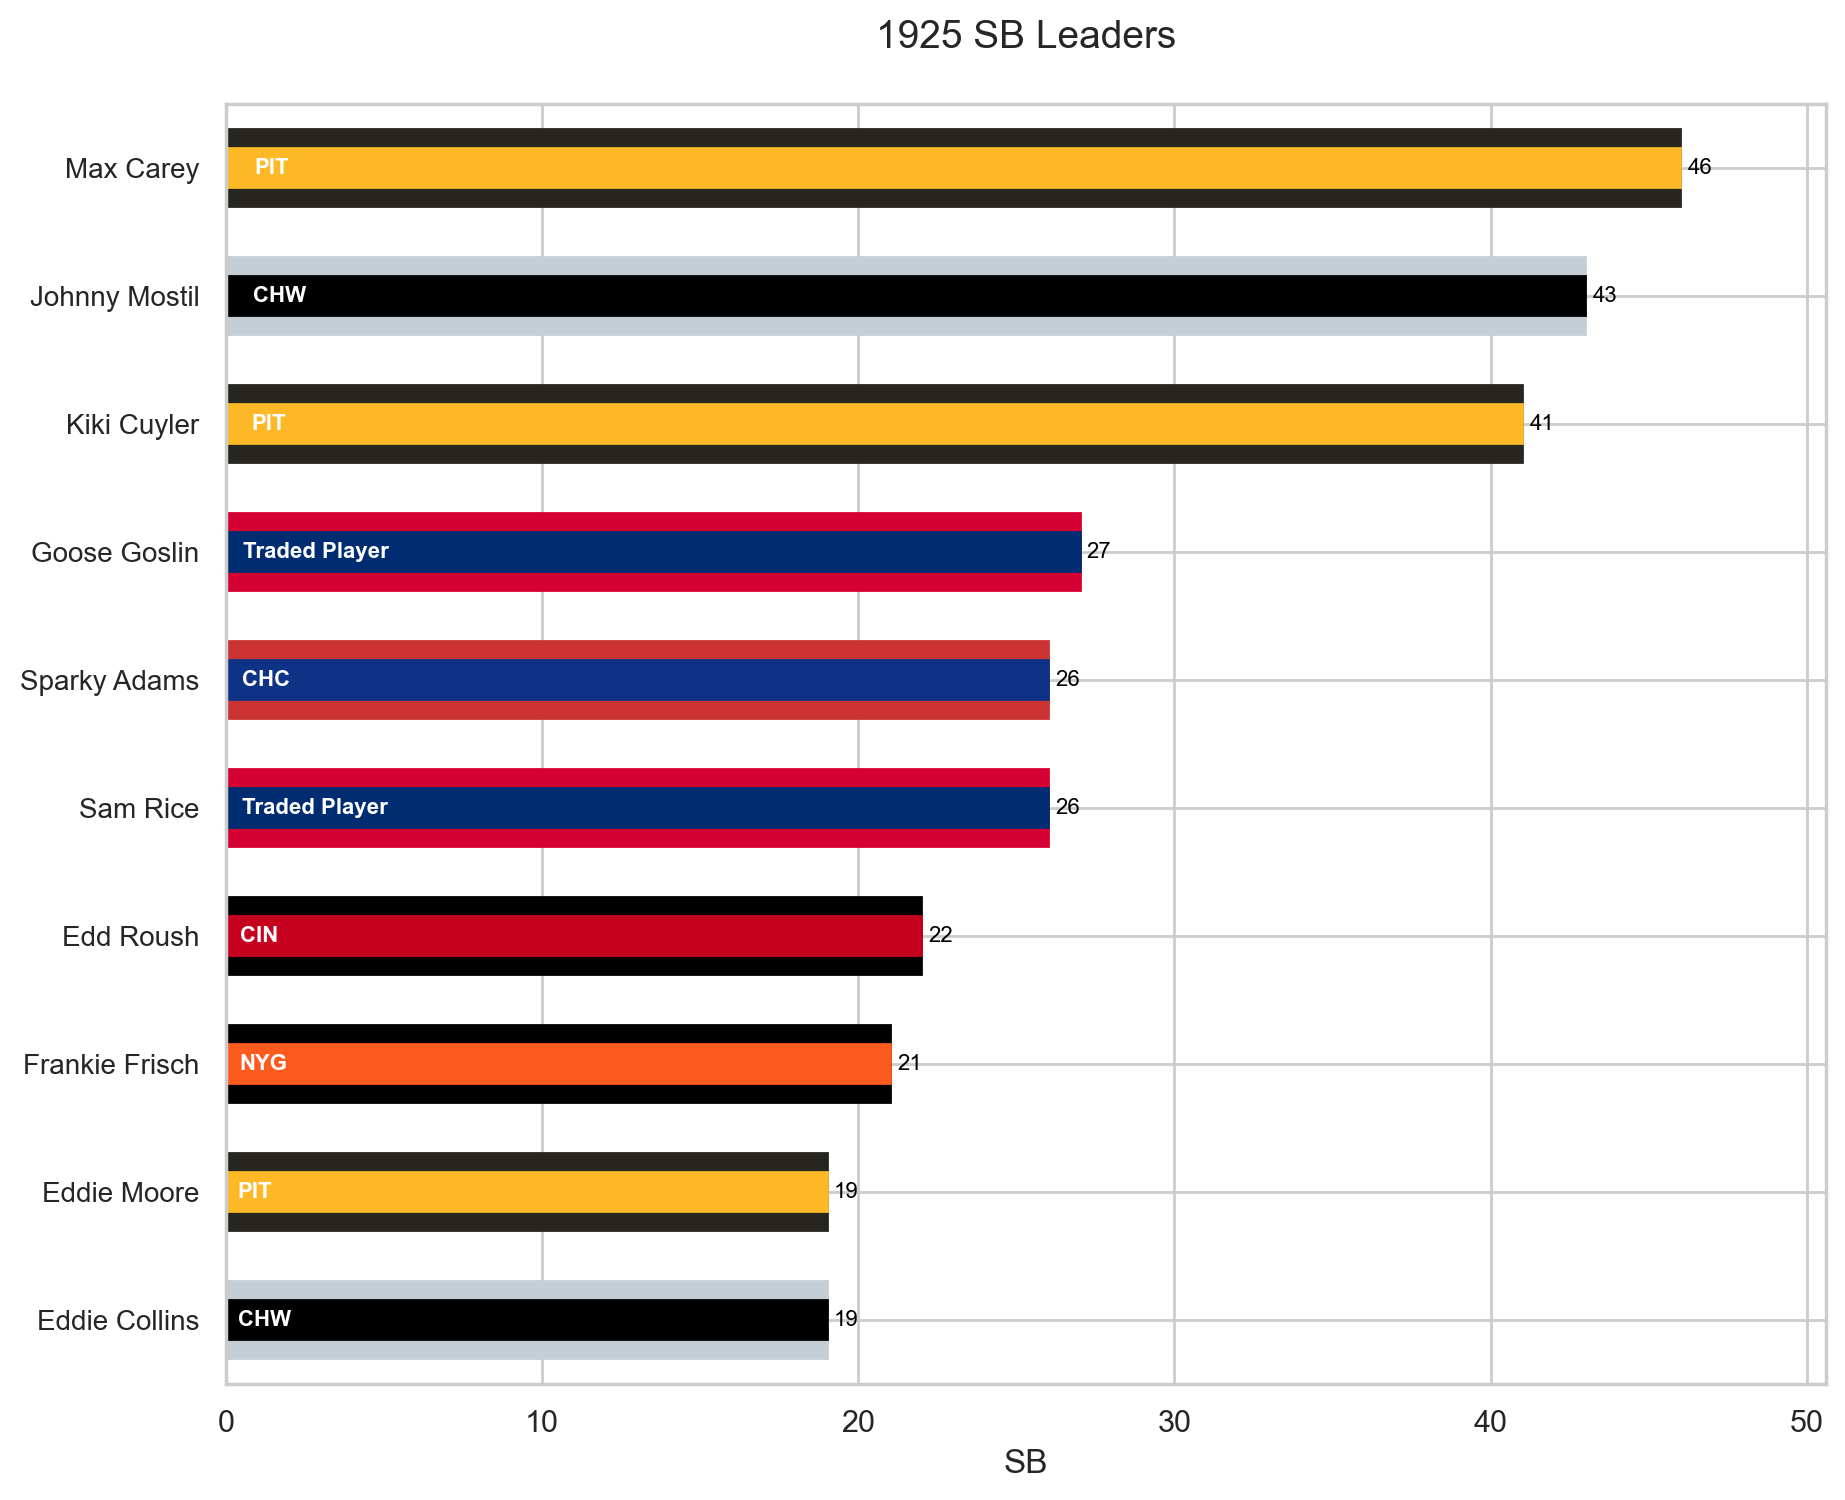 1925 SB Leaders
Max Carey PIT 46
Johnny Mostil CHW 43
Kiki Cuyler PIT 41
Goose Goslin Traded Player 27
Sparky Adams CHC 26
Sam Rice Traded Player 26
Edd Roush CIN 22
Frankie Frisch NYG 21
Eddie Moore PIT 19
Eddie Collins CHW 19
0 10 20 30 40 50
SB